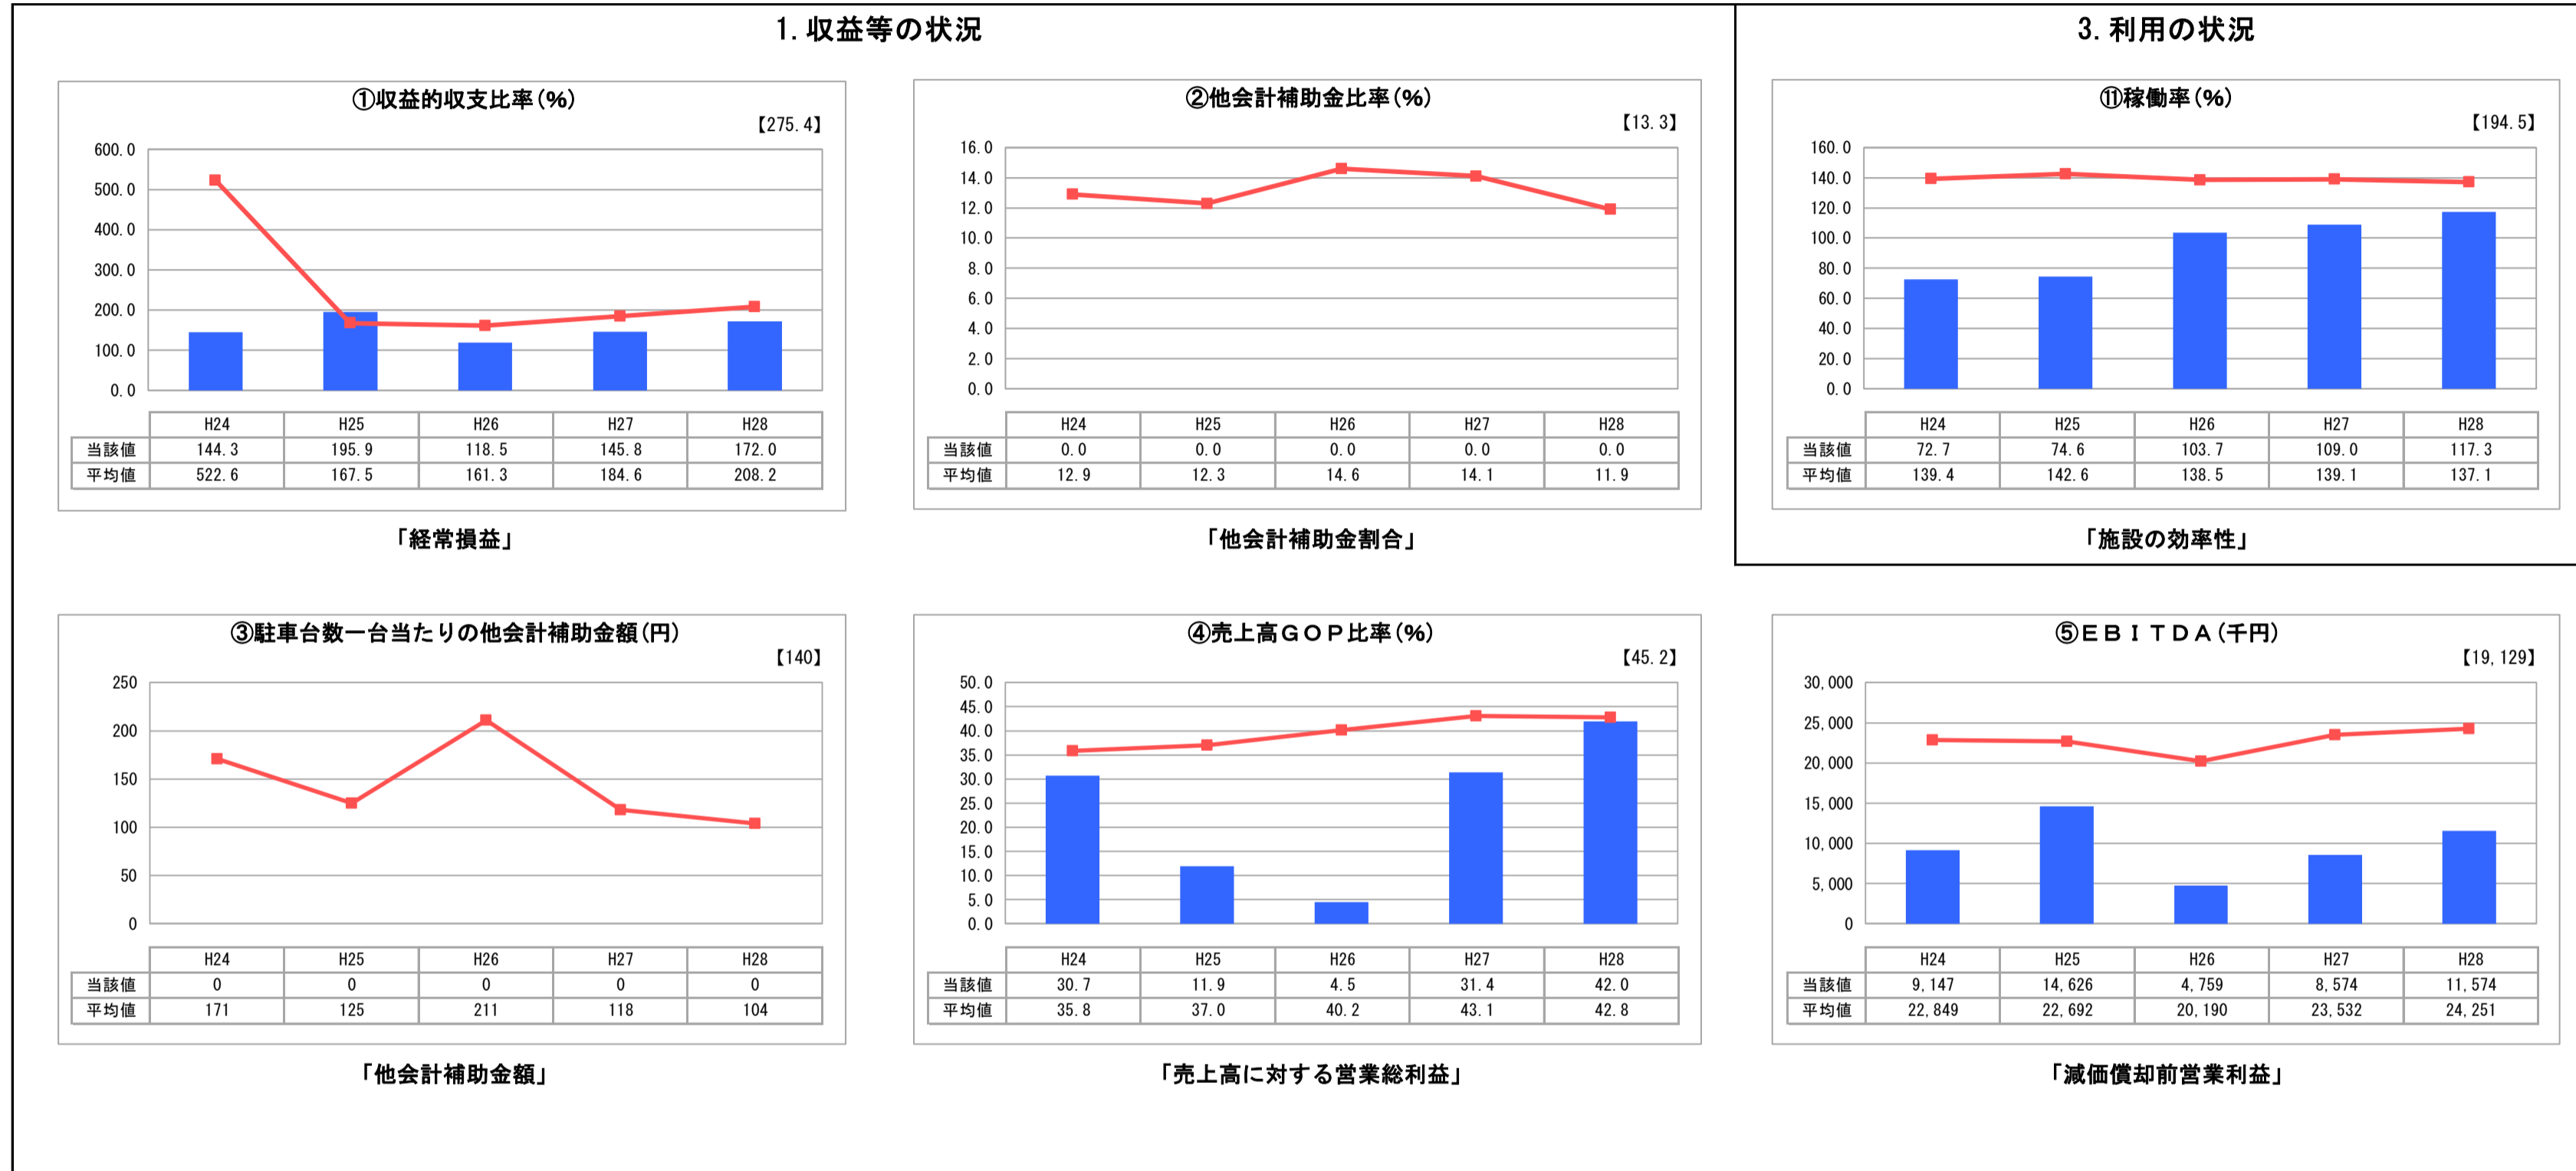 1. 収益等の状況
3. 利用の状況
①収益的収支比率(%)
【275.4】
600.0
500.0
400.0
300.0
200.0
100.0
0.0
H24 H25 H26 H27 H28
当該値 144.3 195.9 118.5 145.8 172.0
平均値 522.6 167.5 161.3 184.6 208.2
「経常損益」
②他会計補助金比率(%)
【13.3】
16.0
14.0
12.0
10.0
8.0
6.0
4.0
2.0
0.0
H24 H25 H26 H27 H28
当該値 0.0 0.0 0.0 0.0 0.0
平均値 12.9 12.3 14.6 14.1 11.9
「他会計補助金割合」
⑪稼働率(%)
【194.5】
160.0
140.0
120.0
100.0
80.0
60.0
40.0
20.0
0.0
H24 H25 H26 H27 H28
当該値 72.7 74.6 103.7 109.0 117.3
平均値 139.4 142.6 138.5 139.1 137.1
「施設の効率性」
③駐車台数一台当たりの他会計補助金額(円)
【140】
250
200
150
100
50
0
H24 H25 H26 H27 H28
当該値 0 0 0 0 0
平均値 171 125 211 118 104
「他会計補助金額」
④売上高ＧＯＰ比率(%)
【45.2】
50.0
45.0
40.0
35.0
30.0
25.0
20.0
15.0
10.0
5.0
0.0
H24 H25 H26 H27 H28
当該値 30.7 11.9 4.5 31.4 42.0
平均値 35.8 37.0 40.2 43.1 42.8
「売上高に対する営業総利益」
⑤ＥＢＩＴＤＡ(千円)
【19,129】
30,000
25,000
20,000
15,000
10,000
5,000
0
H24 H25 H26 H27 H28
当該値 9,147 14,626 4,759 8,574 11,574
平均値 22,849 22,692 20,190 23,532 24,251
「減価償却前営業利益」